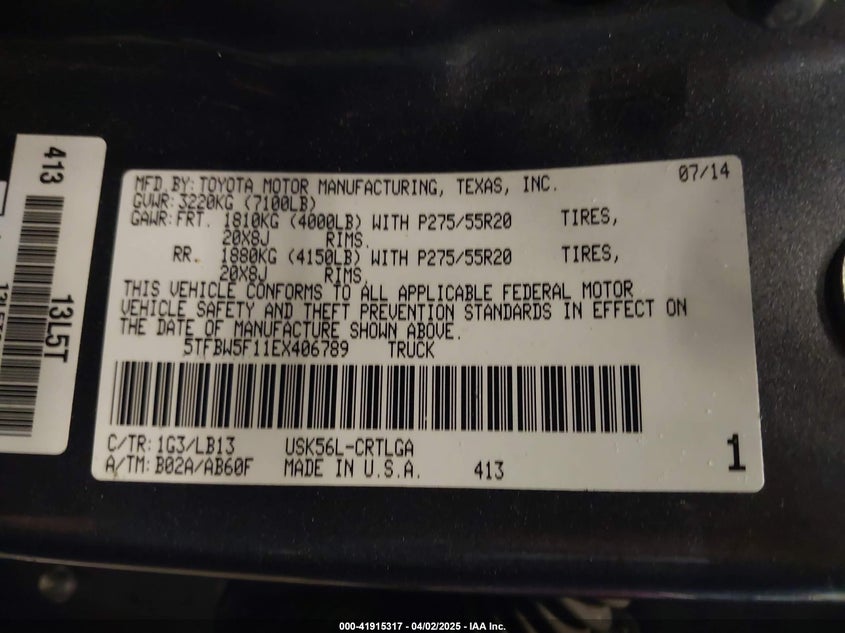 MFD BY: TOYOTA MOTOR MANUFACTURING, TEXAS, INC. 07/14
GVWR: 3220KG (7100LB)
GAWR: FRT. 1810KG (4000LB) WITH P275/55R20 TIRES,
20X8J RIMS.
RR. 1880KG (4150LB) WITH P275/55R20 TIRES,
20X8J RIMS.
THIS VEHICLE CONFORMS TO ALL APPLICABLE FEDERAL MOTOR
VEHICLE SAFETY AND THEFT PREVENTION STANDARDS IN EFFECT ON
THE DATE OF MANUFACTURE SHOWN ABOVE.
5TFBW5F11EX406789 TRUCK
C/TR: 1G3/LB13 USK56L-CRTLGA
A/TM: B02A/AB60F MADE IN U.S.A. 413
1
413
13L5T
000-41915317 - 04/02/2025 - IAA Inc.